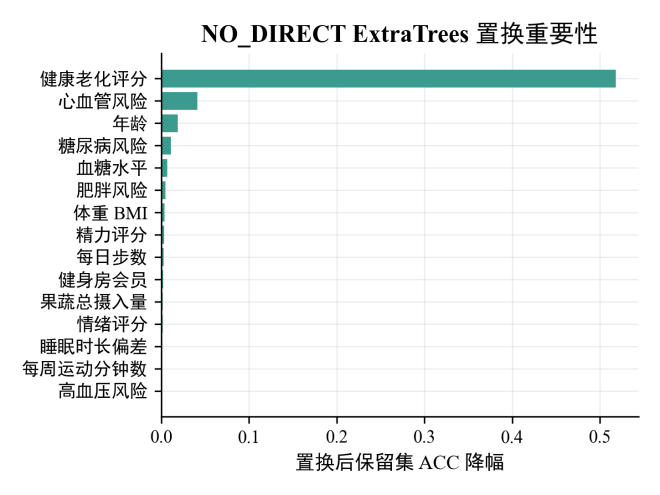 NO_DIRECT ExtraTrees 置换重要性
健康老化评分
心血管风险
年龄
糖尿病风险
血糖水平
肥胖风险
体重 BMI
精力评分
每日步数
健身房会员
果蔬总摄入量
情绪评分
睡眠时长偏差
每周运动分钟数
高血压风险
0.0 0.1 0.2 0.3 0.4 0.5
置换后保留集 ACC 降幅